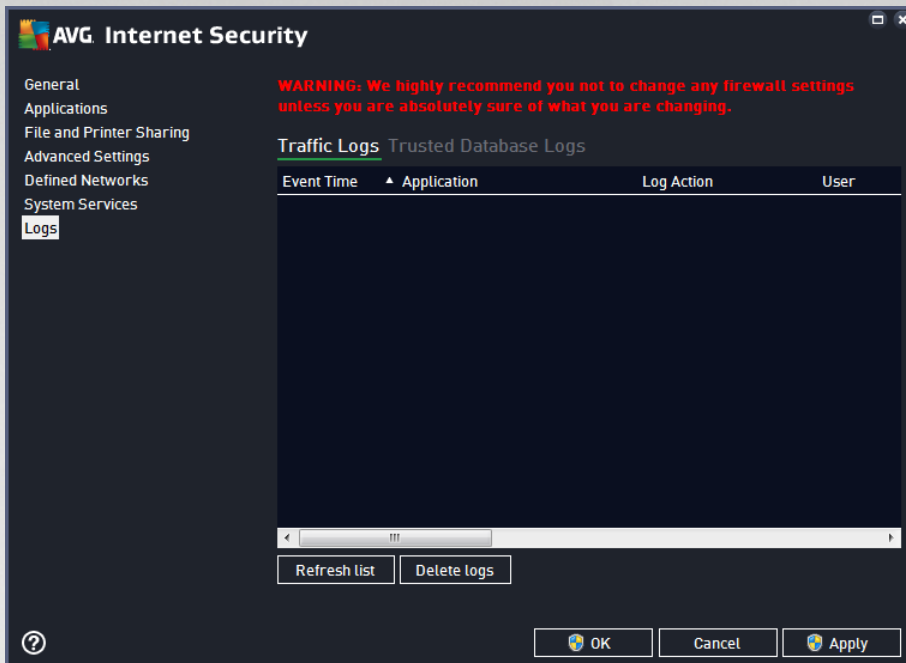 AVG. Internet Security
General
Applications
File and Printer Sharing
Advanced Settings
Defined Networks
System Services
Logs
WARNING: We highly recommend you not to change any firewall settings
unless you are absolutely sure of what you are changing.
Traffic Logs Trusted Database Logs
Event Time Application Log Action User
Refresh list Delete logs
? OK Cancel Apply